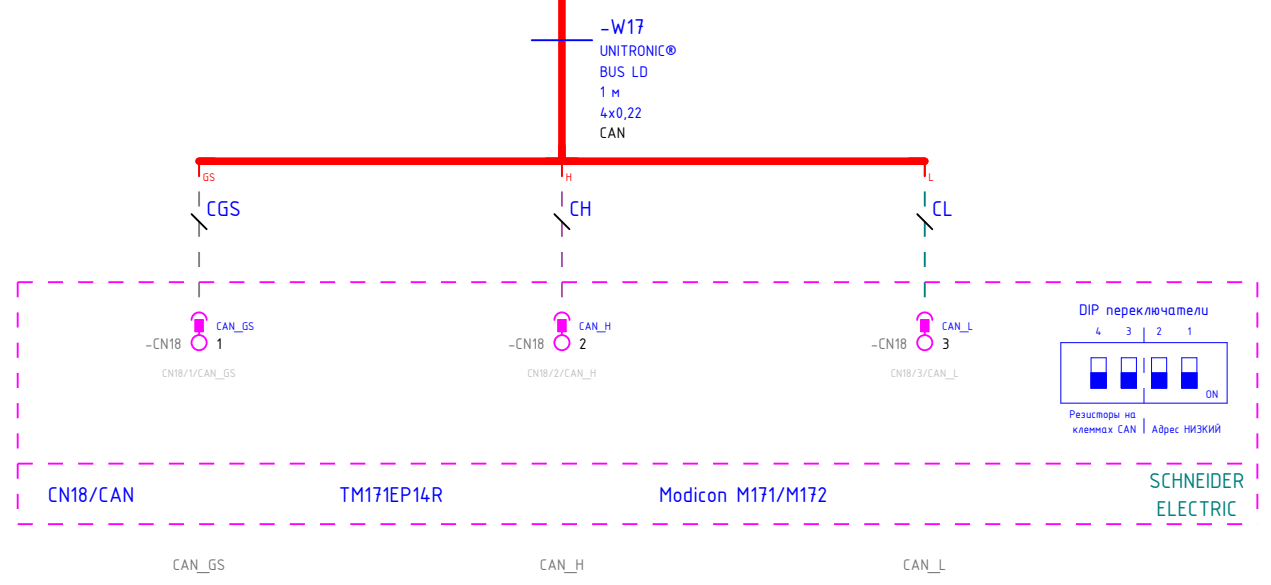 -W17
UNITRONIC®
BUS LD
1 м
4x0,22
CAN
GS H L
CGS CH CL
DIP переключатели
4 3 2 1
CAN_GS CAN_H CAN_L
-CN18 1 -CN18 2 -CN18 3
CN18/1/CAN_GS CN18/2/CAN_H CN18/3/CAN_L
ON
Резисторы на
клеммах CAN Адрес НИЗКИЙ
CN18/CAN TM171EP14R Modicon M171/M172
SCHNEIDER
ELECTRIC
CAN_GS CAN_H CAN_L